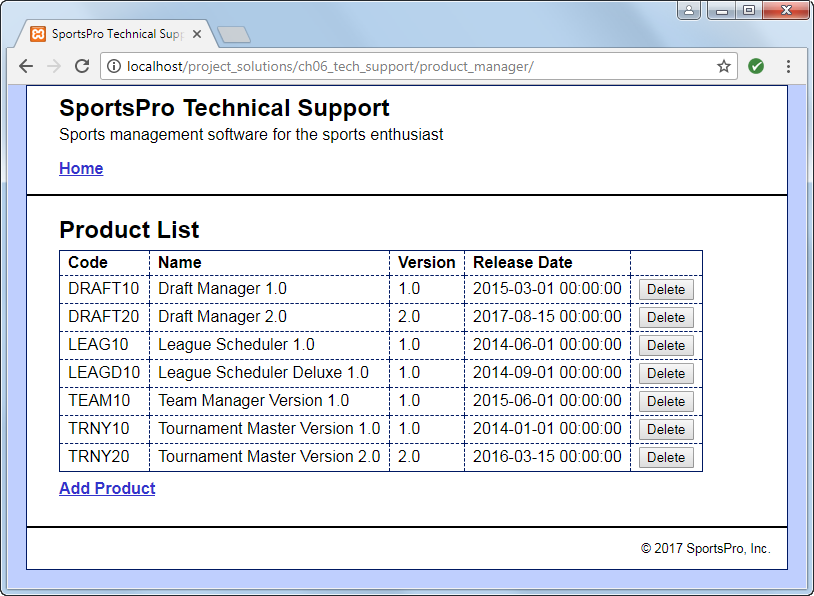 SportsPro Technical Supp
localhost/project_solutions/ch06_tech_support/product_manager/
SportsPro Technical Support
Sports management software for the sports enthusiast
Home
Product List
Code Name Version Release Date
DRAFT10 Draft Manager 1.0 1.0 2015-03-01 00:00:00 Delete
DRAFT20 Draft Manager 2.0 2.0 2017-08-15 00:00:00 Delete
LEAG10 League Scheduler 1.0 1.0 2014-06-01 00:00:00 Delete
LEAGD10 League Scheduler Deluxe 1.0 1.0 2014-09-01 00:00:00 Delete
TEAM10 Team Manager Version 1.0 1.0 2015-06-01 00:00:00 Delete
TRNY10 Tournament Master Version 1.0 1.0 2014-01-01 00:00:00 Delete
TRNY20 Tournament Master Version 2.0 2.0 2016-03-15 00:00:00 Delete
Add Product
© 2017 SportsPro, Inc.